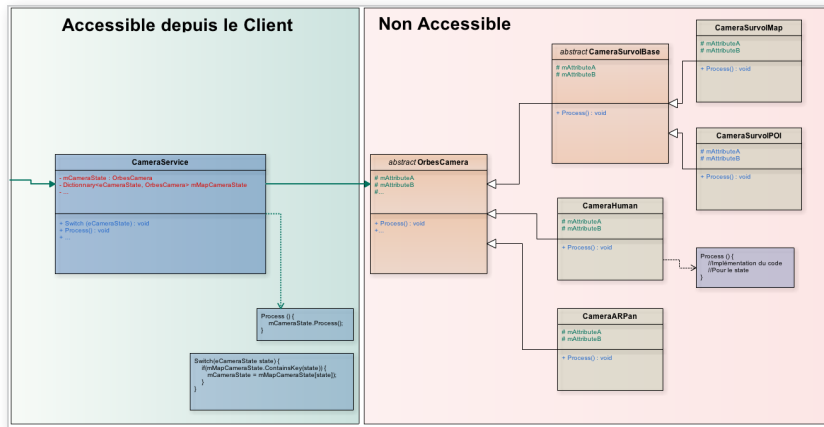 Accessible depuis le Client
Non Accessible
CameraService
- mCameraState : OrbesCamera
- Dictionnary<eCameraState, OrbesCamera> mMapCameraState
- ...
+ Switch (eCameraState) : void
+ Process() : void
+ ...
Process () {
mCameraState.Process();
}
Switch(eCameraState state) {
if(mMapCameraState.ContainsKey(state)) {
mCameraState = mMapCameraState[state]);
}
}
abstract OrbesCamera
# mAttributeA
# mAttributeB
#...
+ Process() : void
+...
abstract CameraSurvolBase
# mAttributeA
# mAttributeB
+ Process() : void
CameraSurvolMap
# mAttributeA
# mAttributeB
+ Process() : void
CameraSurvolPOI
# mAttributeA
# mAttributeB
+ Process() : void
CameraHuman
# mAttributeA
# mAttributeB
+ Process() : void
Process () {
//Implémentation du code
//Pour le state
}
CameraARPan
# mAttributeA
# mAttributeB
+ Process() : void